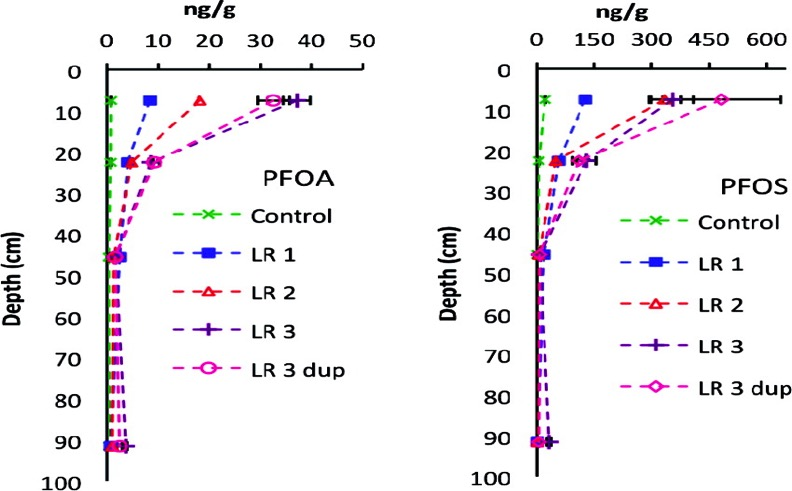 ng/g
0 10 20 30 40 50
0
10
20
30
40
50
60
70
80
90
100
Depth (cm)
PFOA
Control
LR 1
LR 2
LR 3
LR 3 dup
ng/g
0 150 300 450 600
0
10
20
30
40
50
60
70
80
90
100
Depth (cm)
PFOS
Control
LR 1
LR 2
LR 3
LR 3 dup